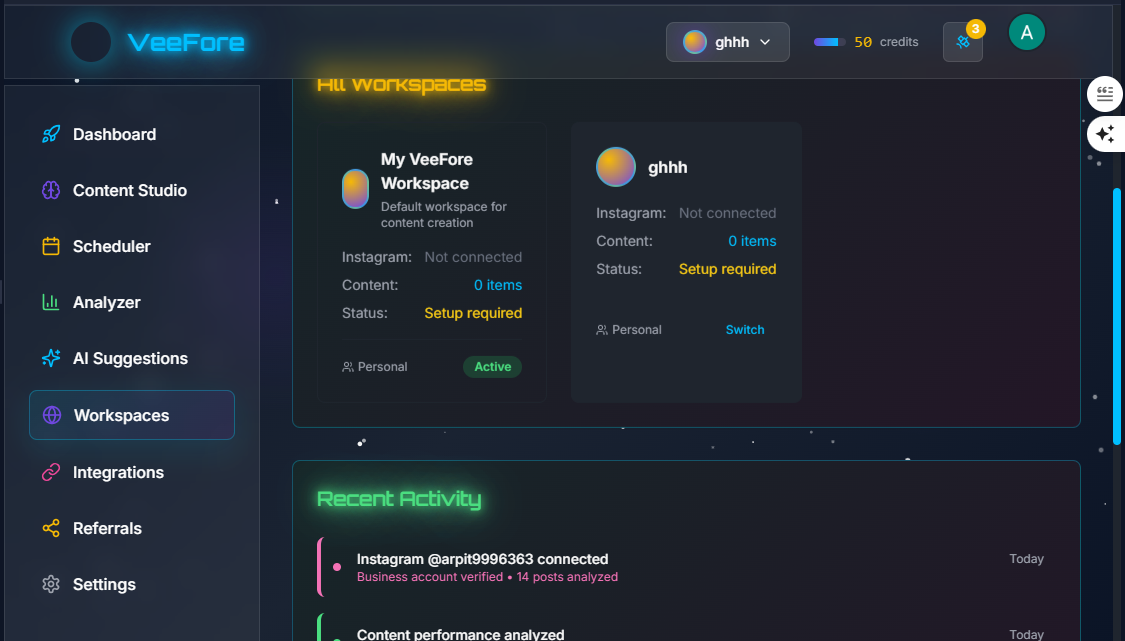 VeeFore
ghhh
50 credits
3
A
All Workspaces
Dashboard
Content Studio
Scheduler
Analyzer
AI Suggestions
Workspaces
Integrations
Referrals
Settings
My VeeFore
Workspace
Default workspace for
content creation
Instagram: Not connected
Content: 0 items
Status: Setup required
Personal Active
ghhh
Instagram: Not connected
Content: 0 items
Status: Setup required
Personal Switch
Recent Activity
Instagram @arpit9996363 connected Today
Business account verified • 14 posts analyzed
Content performance analyzed Today